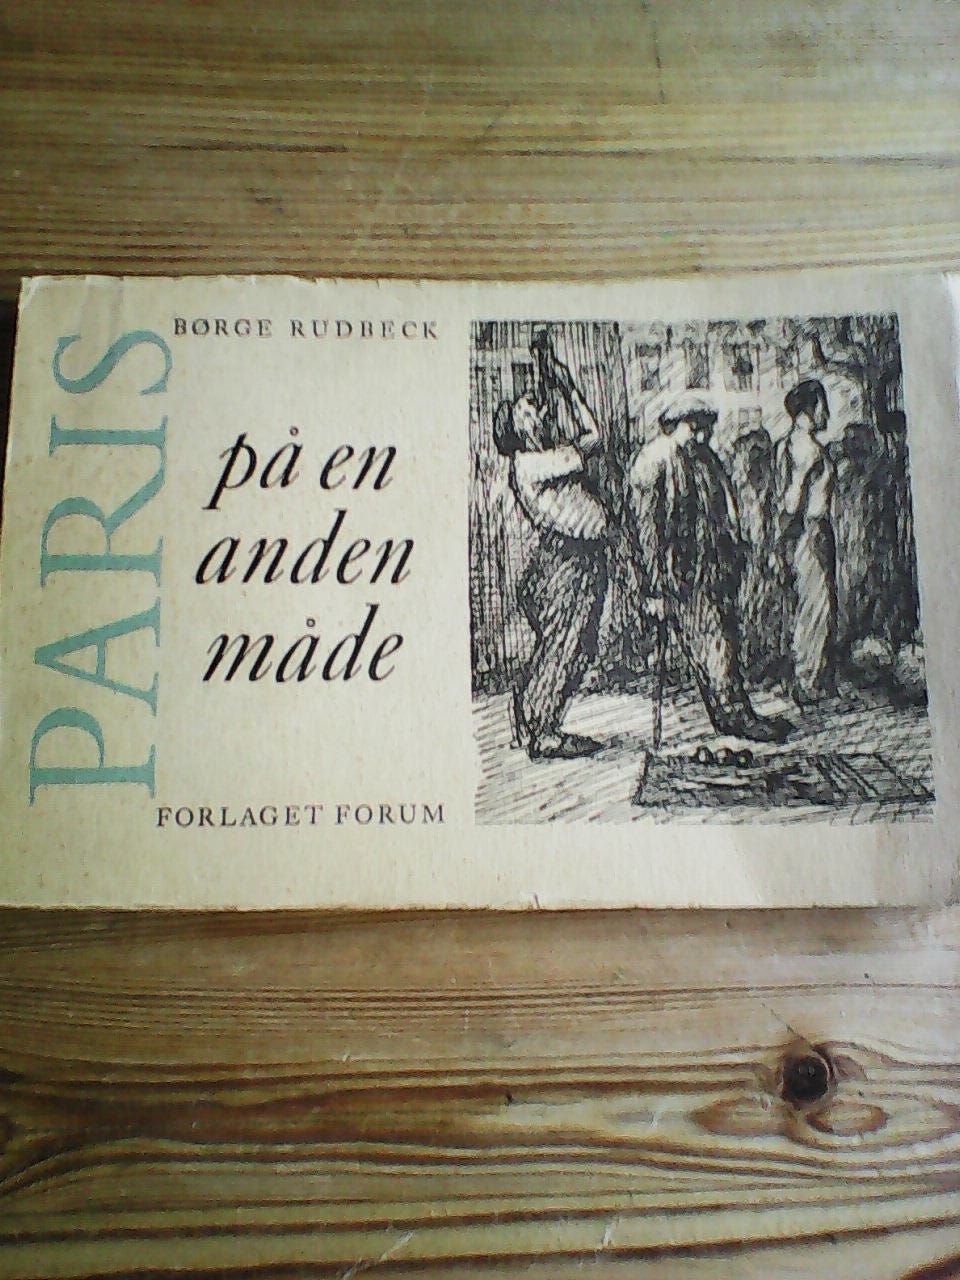 BØRGE RUDBECK
PARIS
på en
anden
måde
FORLAGET FORUM